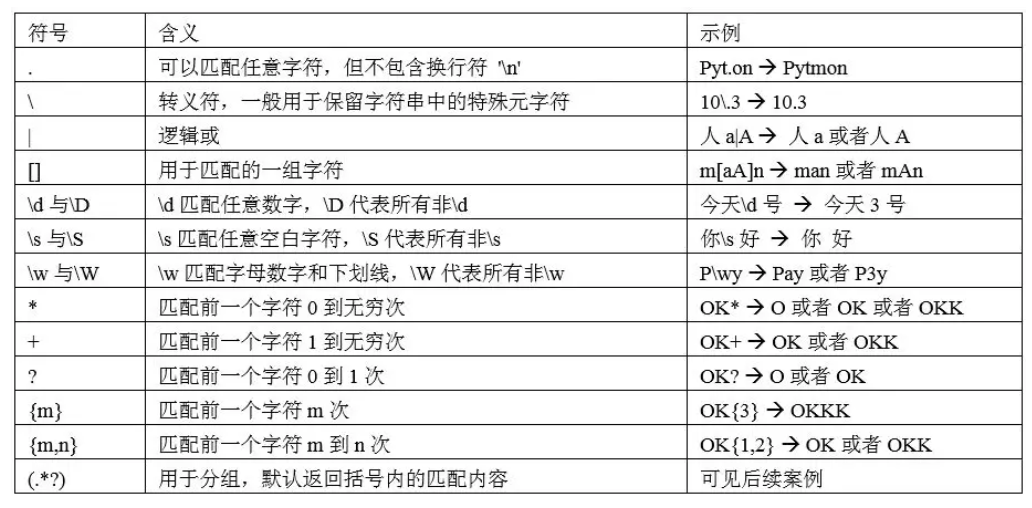 符号 含义 示例
. 可以匹配任意字符，但不包含换行符 '\n' Pyt.on → Pytmon
\ 转义符，一般用于保留字符串中的特殊元字符 10\.3 → 10.3
| 逻辑或 人 a|A → 人 a 或者人 A
[] 用于匹配的一组字符 m[aA]n → man 或者 mAn
\d 与\D \d 匹配任意数字，\D 代表所有非\d 今天\d 号 → 今天 3 号
\s 与\S \s 匹配任意空白字符，\S 代表所有非\s 你\s 好 → 你 好
\w 与\W \w 匹配字母数字和下划线，\W 代表所有非\w P\wy → Pay 或者 P3y
* 匹配前一个字符 0 到无穷次 OK* → O 或者 OK 或者 OKK
+ 匹配前一个字符 1 到无穷次 OK+ → OK 或者 OKK
? 匹配前一个字符 0 到 1 次 OK? → O 或者 OK
{m} 匹配前一个字符 m 次 OK{3} → OKKK
{m,n} 匹配前一个字符 m 到 n 次 OK{1,2} → OK 或者 OKK
(.*?) 用于分组，默认返回括号内的匹配内容 可见后续案例